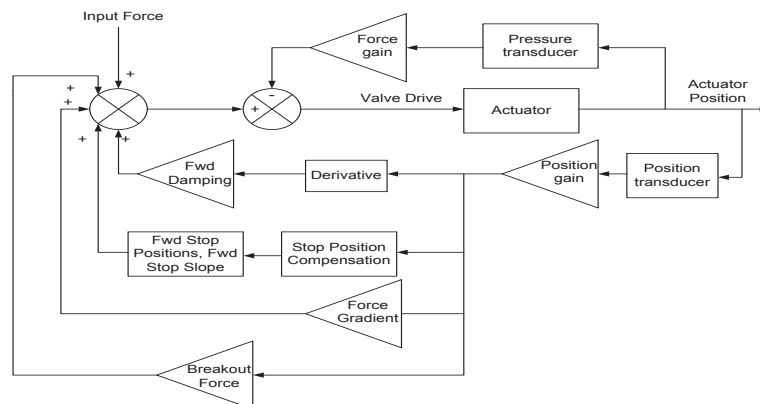 Input Force
Force
gain
Pressure
transducer
+
+
+
+
+
-
+
Valve Drive
Actuator
Actuator
Position
Fwd
Damping
Derivative
Position
gain
Position
transducer
Fwd Stop
Positions, Fwd
Stop Slope
Stop Position
Compensation
Force
Gradient
Breakout
Force